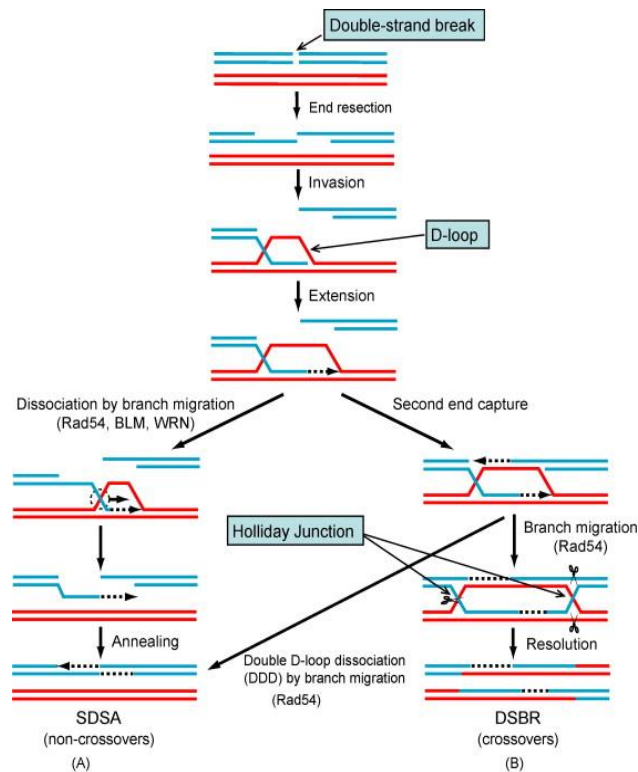 Double-strand break
End resection
Invasion
D-loop
Extension
Dissociation by branch migration
(Rad54, BLM, WRN)
Second end capture
Holliday Junction
Branch migration
(Rad54)
Annealing
Double D-loop dissociation
(DDD) by branch migration
(Rad54)
Resolution
SDSA
(non-crossovers)
(A)
DSBR
(crossovers)
(B)